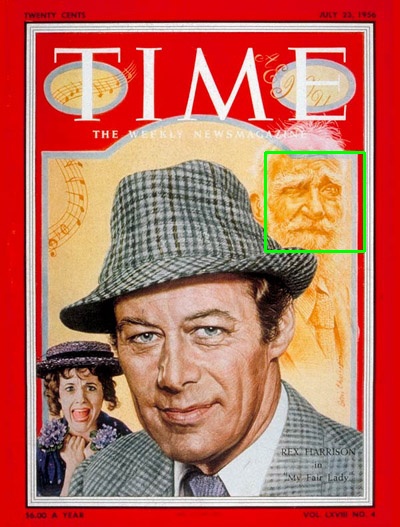 TWENTY CENTS
JULY 23, 1956
TIME
THE WEEKLY NEWSMAGAZINE
REX HARRISON
in
"My Fair Lady"
$6.00 A YEAR
VOL. LXVIII NO. 4